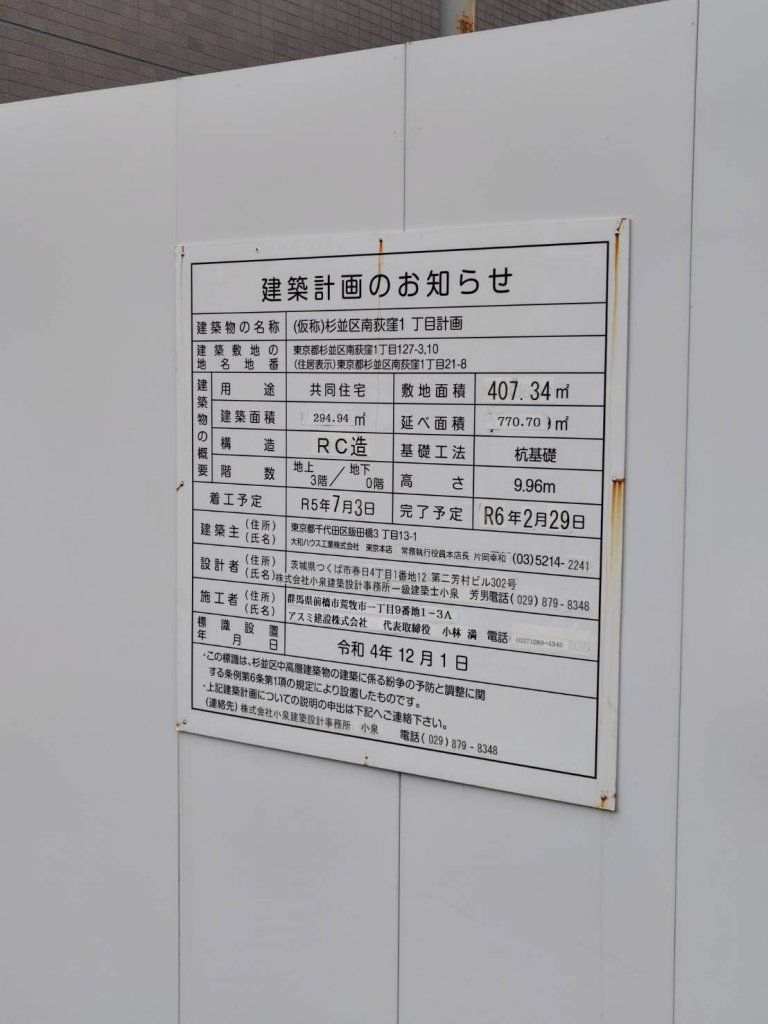 建築計画のお知らせ
建築物の名称 (仮称)杉並区南荻窪1丁目計画
建築敷地の地名地番 東京都杉並区南荻窪1丁目127-3,10
(住居表示)東京都杉並区南荻窪1丁目21-8
建築物の概要
用途 共同住宅 敷地面積 407.34㎡
建築面積 294.94㎡ 延べ面積 770.70㎡
構造 RC造 基礎工法 杭基礎
階数 地上3階/地下0階 高さ 9.96m
着工予定 R5年7月3日 完了予定 R6年2月29日
建築主(住所) 東京都千代田区飯田橋3丁目13-1
(氏名) 大和ハウス工業株式会社 東京本店 常務執行役員本店長 片岡幸和 (03)5214-2241
設計者(住所) 茨城県つくば市春日4丁目1番地12 第二芳村ビル302号
(氏名) 株式会社小泉建築設計事務所一級建築士小泉 芳男 電話(029)879-8348
施工者(住所) 群馬県前橋市荒牧市一丁目9番地1-3A
(氏名) アスミ建設株式会社 代表取締役 小林 満 電話 (027)289-4345
標識設置年月日 令和4年12月1日
・この標識は、杉並区中高層建築物の建築に係る紛争の予防と調整に関
する条例第6条第1項の規定により設置したものです。
・上記建築計画についての説明の申出は下記へご連絡下さい。
(連絡先) 株式会社小泉建築設計事務所 小泉 電話(029)879-8348